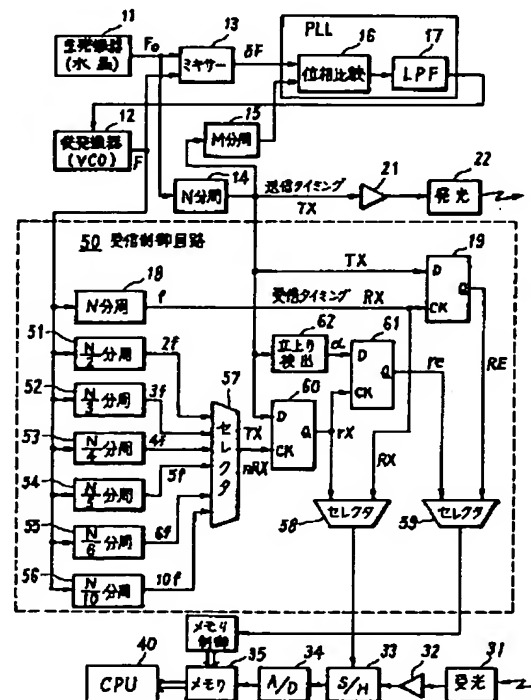 11
主発振器
(水晶)
Fo
13
ミキサー
δF
PLL
16
位相比較
17
LPF
12
従発振器
(VCO)
F
15
M分周
14
N分周
送信タイミング
TX
21
22
発光
50 受信制御回路
18
N分周
f
受信タイミング RX
TX
19
D
Q
CK
RE
51
N/2 分周
2f
52
N/3 分周
3f
53
N/4 分周
4f
54
N/5 分周
5f
55
N/6 分周
6f
56
N/10 分周
10f
57
セレクタ
TX
nRX
62
立上り検出
α
61
D
Q
CK
re
60
D
Q
CK
rX
RX
58
セレクタ
59
セレクタ
メモリ制御
40
CPU
35
メモリ
34
A/D
33
S/H
32
31
受光